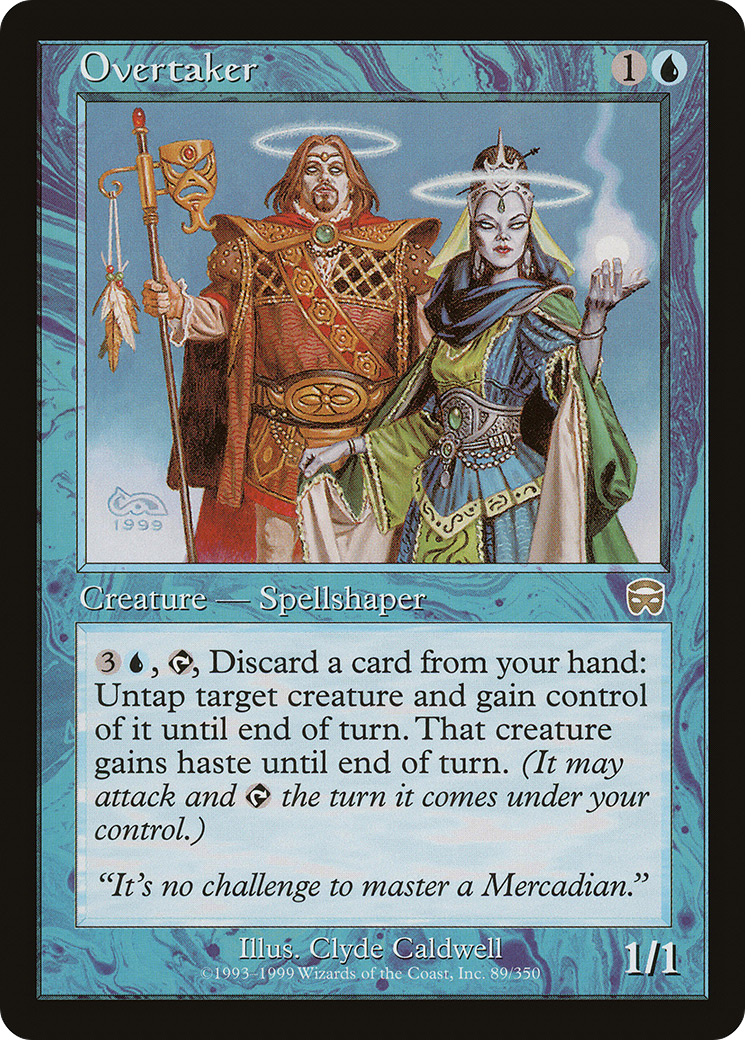 Overtaker 1
1999
Creature — Spellshaper
3 , , Discard a card from your hand:
Untap target creature and gain control
of it until end of turn. That creature
gains haste until end of turn. (It may
attack and the turn it comes under your
control.)
“It's no challenge to master a Mercadian.”
Illus. Clyde Caldwell
©1993–1999 Wizards of the Coast, Inc. 89/350
1/1